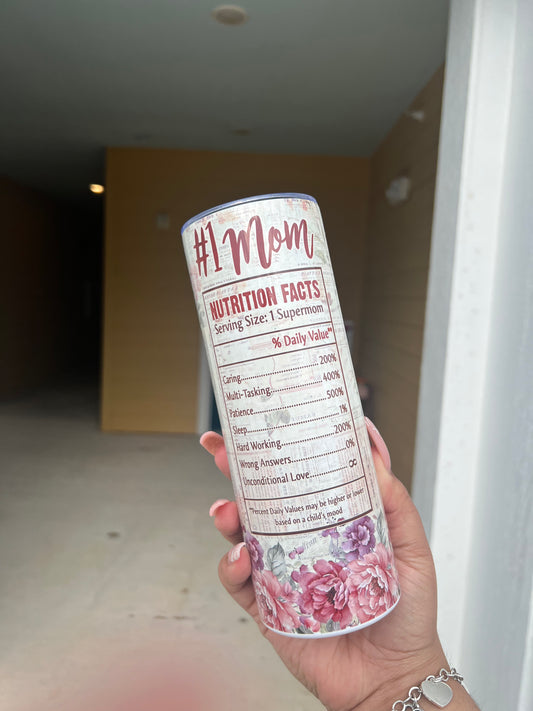 #1 Mom
NUTRITION FACTS
Serving Size: 1 Supermom
% Daily Value*
Caring............................200%
Multi-Tasking................400%
Patience........................500%
Sleep..............................1%
Hard Working................200%
Wrong Answers................0%
Unconditional Love...........∞
*Percent Daily Values may be higher or lower
based on a child's mood